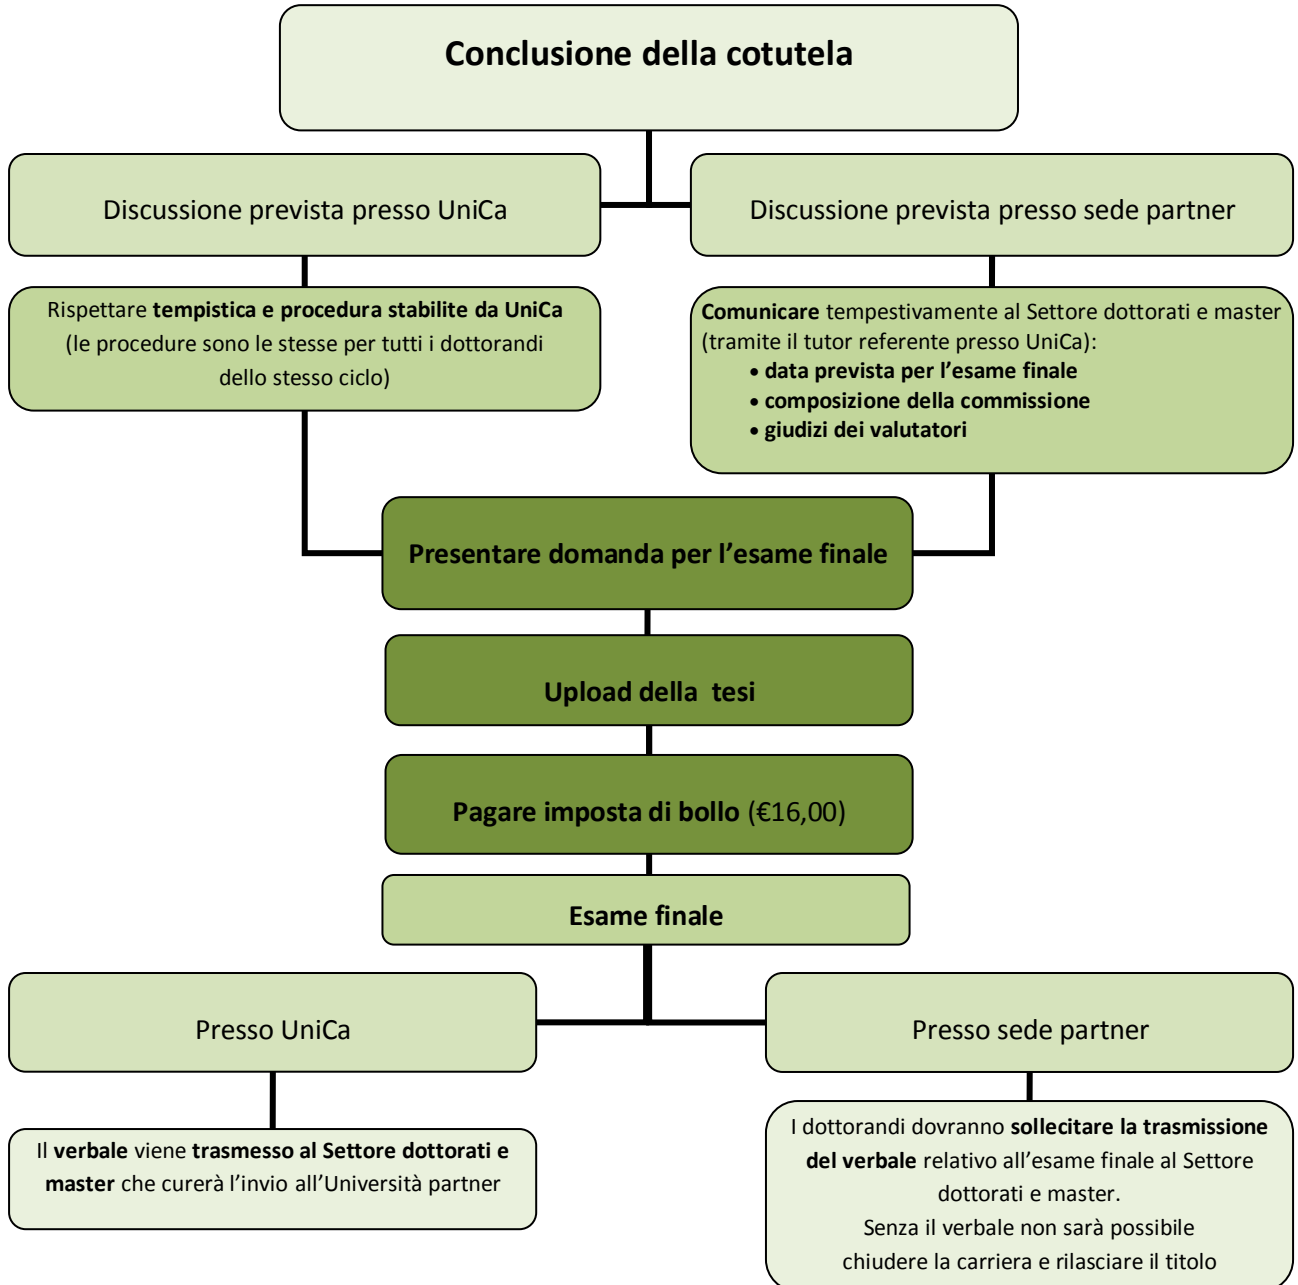 Conclusione della cotutela
Discussione prevista presso UniCa
Discussione prevista presso sede partner
Rispettare tempistica e procedura stabilite da UniCa
(le procedure sono le stesse per tutti i dottorandi
dello stesso ciclo)
Comunicare tempestivamente al Settore dottorati e master
(tramite il tutor referente presso UniCa):
• data prevista per l’esame finale
• composizione della commissione
• giudizi dei valutatori
Presentare domanda per l’esame finale
Upload della tesi
Pagare imposta di bollo (€16,00)
Esame finale
Presso UniCa
Presso sede partner
Il verbale viene trasmesso al Settore dottorati e
master che curerà l’invio all’Università partner
I dottorandi dovranno sollecitare la trasmissione
del verbale relativo all’esame finale al Settore
dottorati e master.
Senza il verbale non sarà possibile
chiudere la carriera e rilasciare il titolo